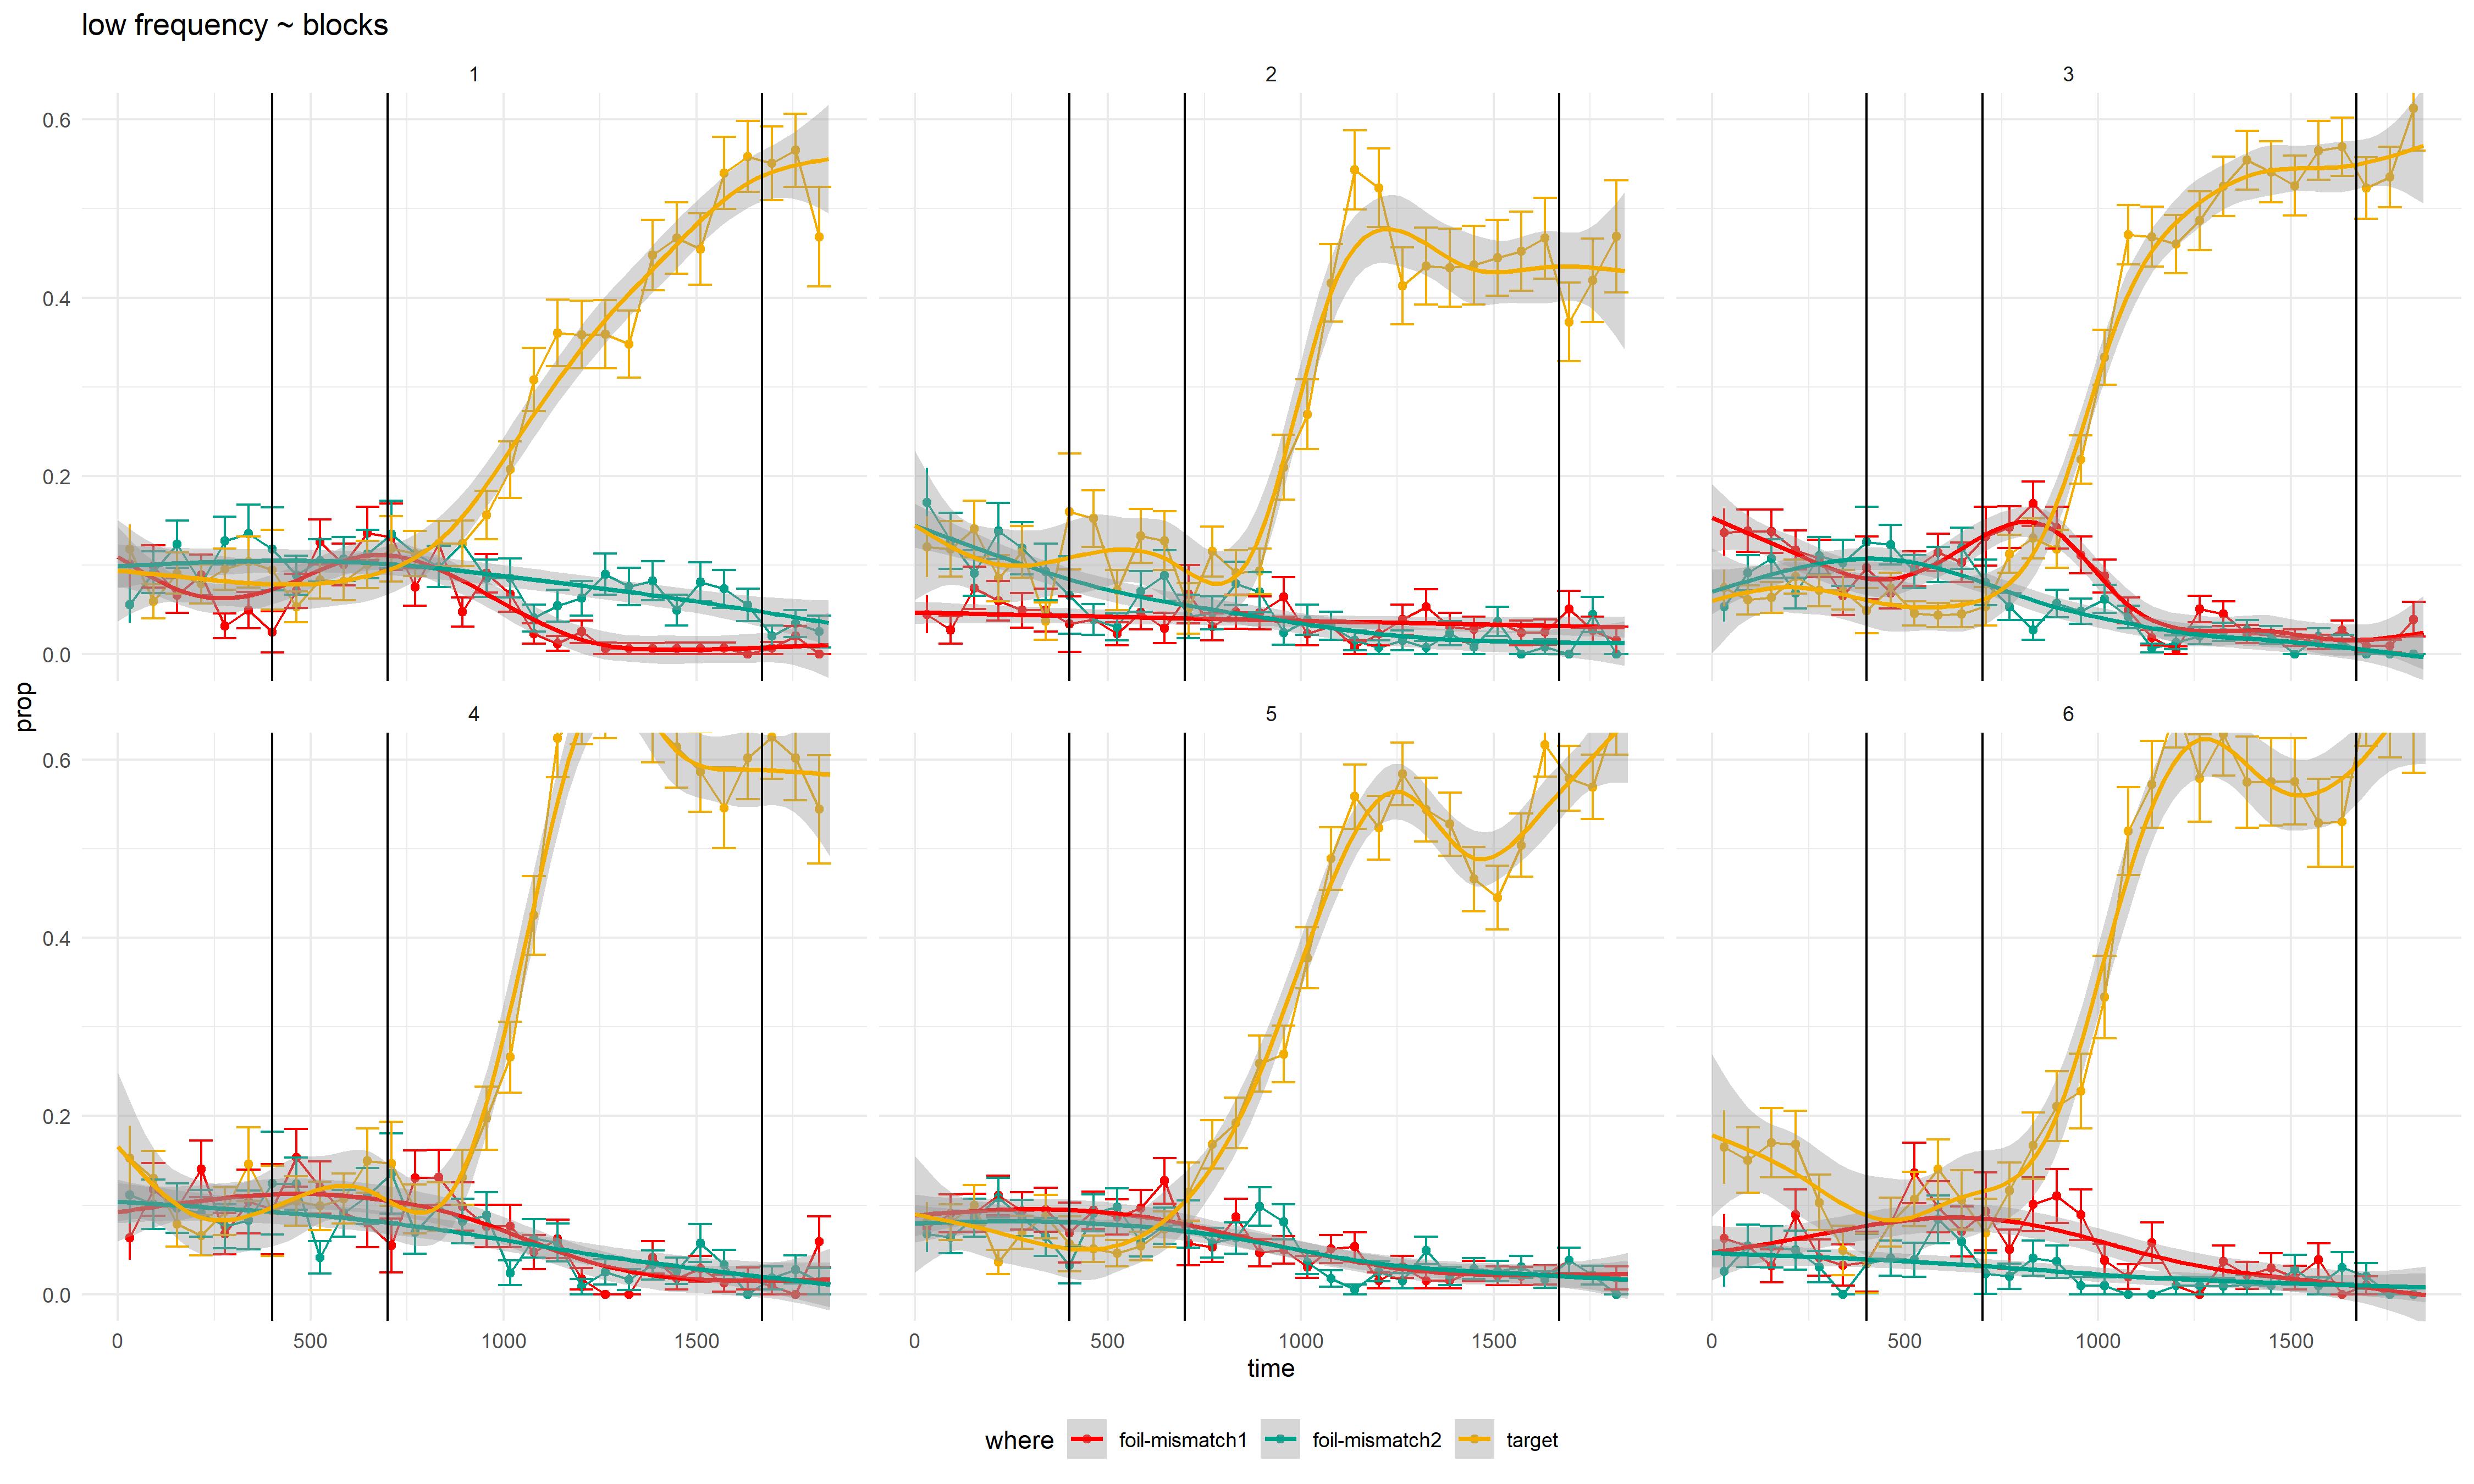 low frequency ~ blocks
1 2 3
0.6
0.4
0.2
0.0
prop
4 5 6
0.6
0.4
0.2
0.0
0 500 1000 1500 0 500 1000 1500 0 500 1000 1500
time
where foil-mismatch1 foil-mismatch2 target